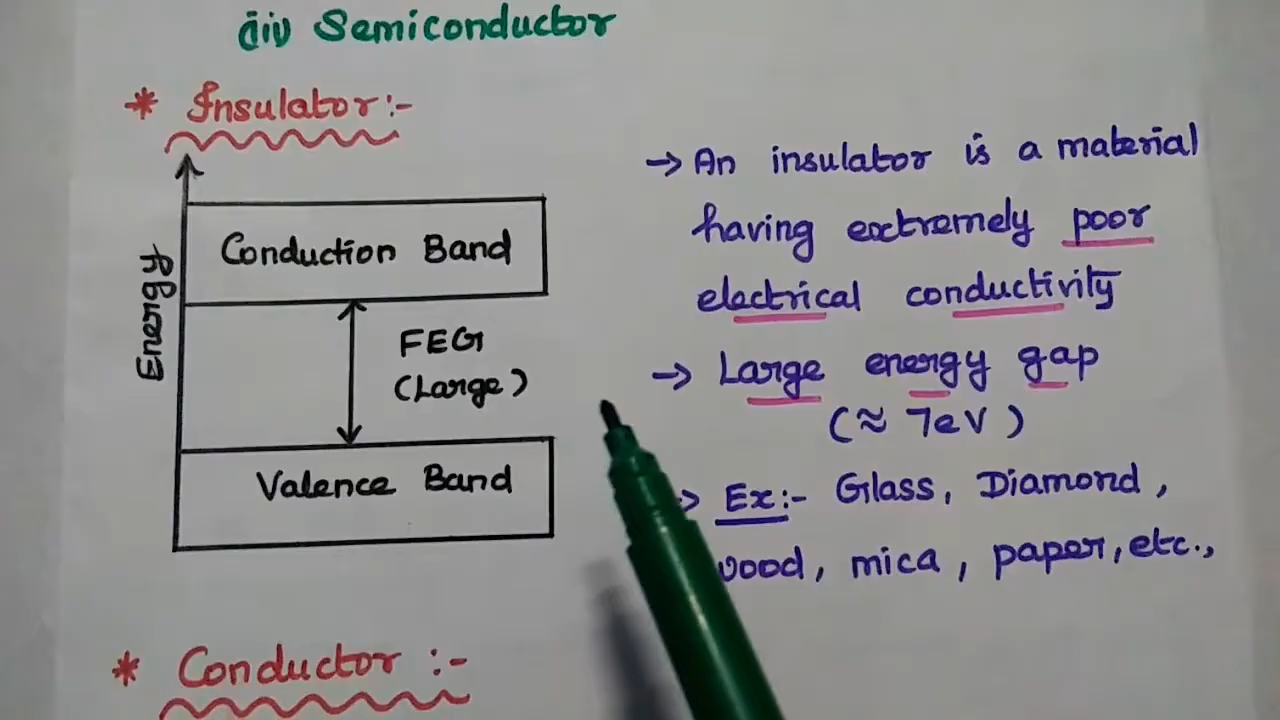 (iii) Semiconductor
* Insulator:-
Energy
Conduction Band
FEG
(Large)
Valence Band
→ An insulator is a material
having extremely poor
electrical conductivity
→ Large energy gap
(≈ 7eV)
→ Ex:- Glass, Diamond,
wood, mica, paper, etc.,
* Conductor :-